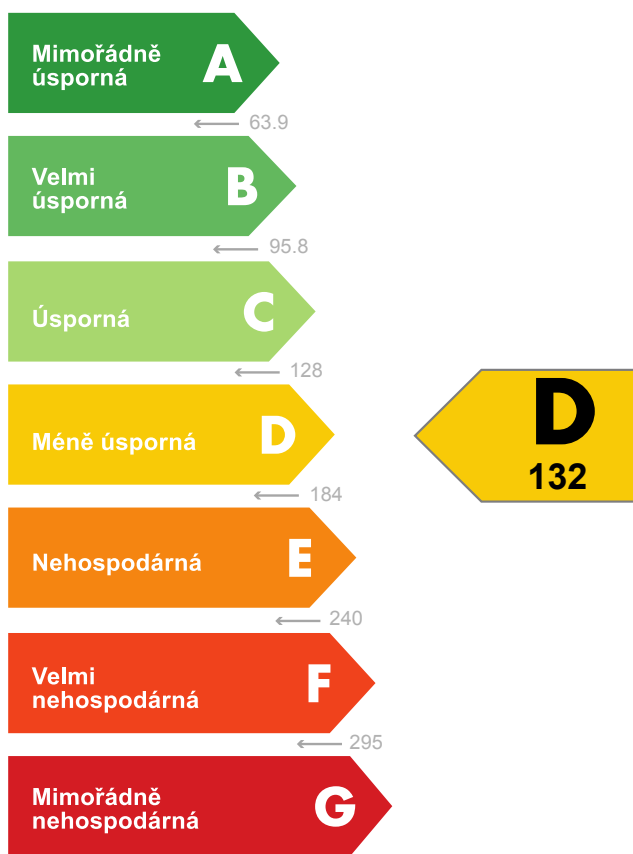 Mimořádně
úsporná
A
← 63.9
Velmi
úsporná
B
← 95.8
Úsporná
C
← 128
Méně úsporná
D
D
132
← 184
Nehospodárná
E
← 240
Velmi
nehospodárná
F
← 295
Mimořádně
nehospodárná
G